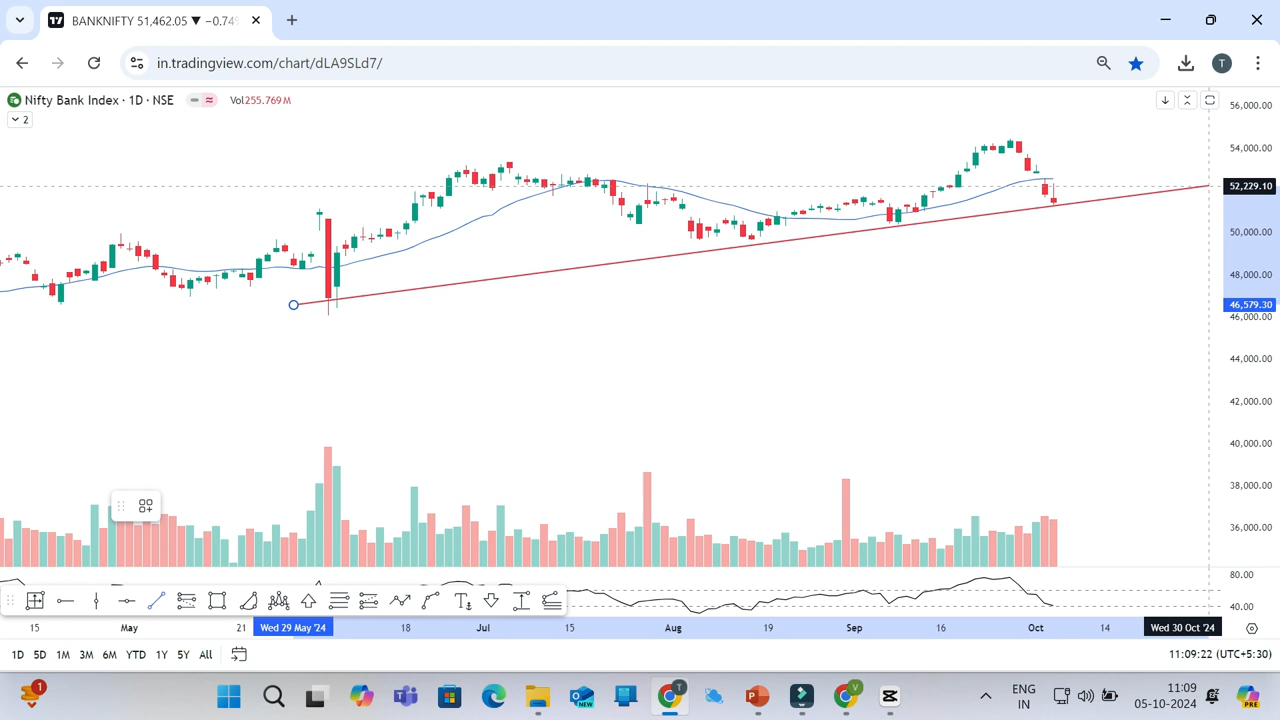 BANKNIFTY 51,462.05 ▼ −0.74%
in.tradingview.com/chart/dLA9SLd7/
T
Nifty Bank Index · 1D · NSE
Vol 255.769 M
2
56,000.00
54,000.00
52,229.10
50,000.00
48,000.00
46,579.30
46,000.00
44,000.00
42,000.00
40,000.00
38,000.00
36,000.00
80.00
40.00
15
May
21
Wed 29 May '24
18
Jul
15
Aug
19
Sep
16
Oct
14
Wed 30 Oct '24
1D 5D 1M 3M 6M YTD 1Y 5Y All
11:09:22 (UTC+5:30)
1
NEW
T
V
ENG
IN
11:09
05-10-2024
PRE